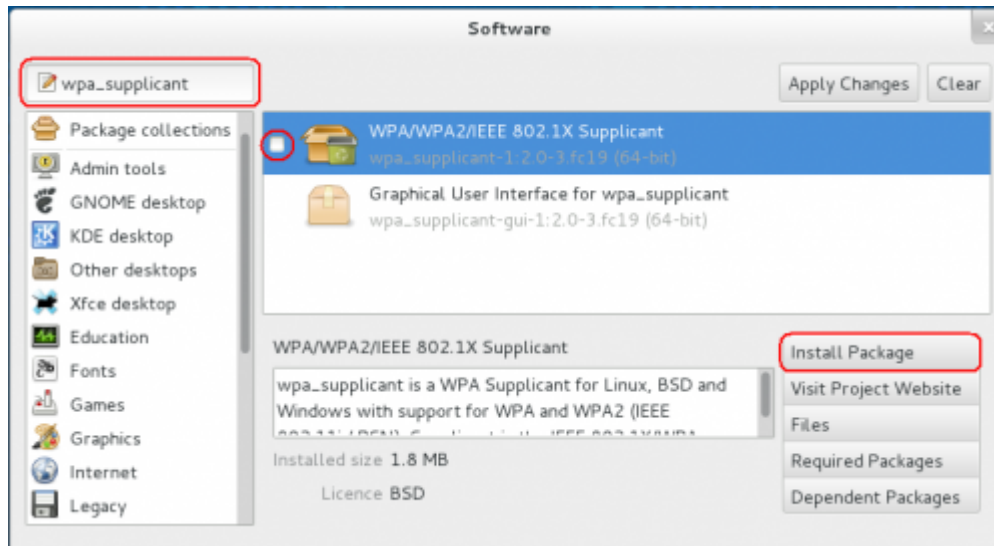 Software
wpa_supplicant
Apply Changes
Clear
Package collections
Admin tools
GNOME desktop
KDE desktop
Other desktops
Xfce desktop
Education
Fonts
Games
Graphics
Internet
Legacy
WPA/WPA2/IEEE 802.1X Supplicant
wpa_supplicant-1:2.0-3.fc19 (64-bit)
Graphical User Interface for wpa_supplicant
wpa_supplicant-gui-1:2.0-3.fc19 (64-bit)
WPA/WPA2/IEEE 802.1X Supplicant
wpa_supplicant is a WPA Supplicant for Linux, BSD and
Windows with support for WPA and WPA2 (IEEE
Installed size 1.8 MB
Licence BSD
Install Package
Visit Project Website
Files
Required Packages
Dependent Packages